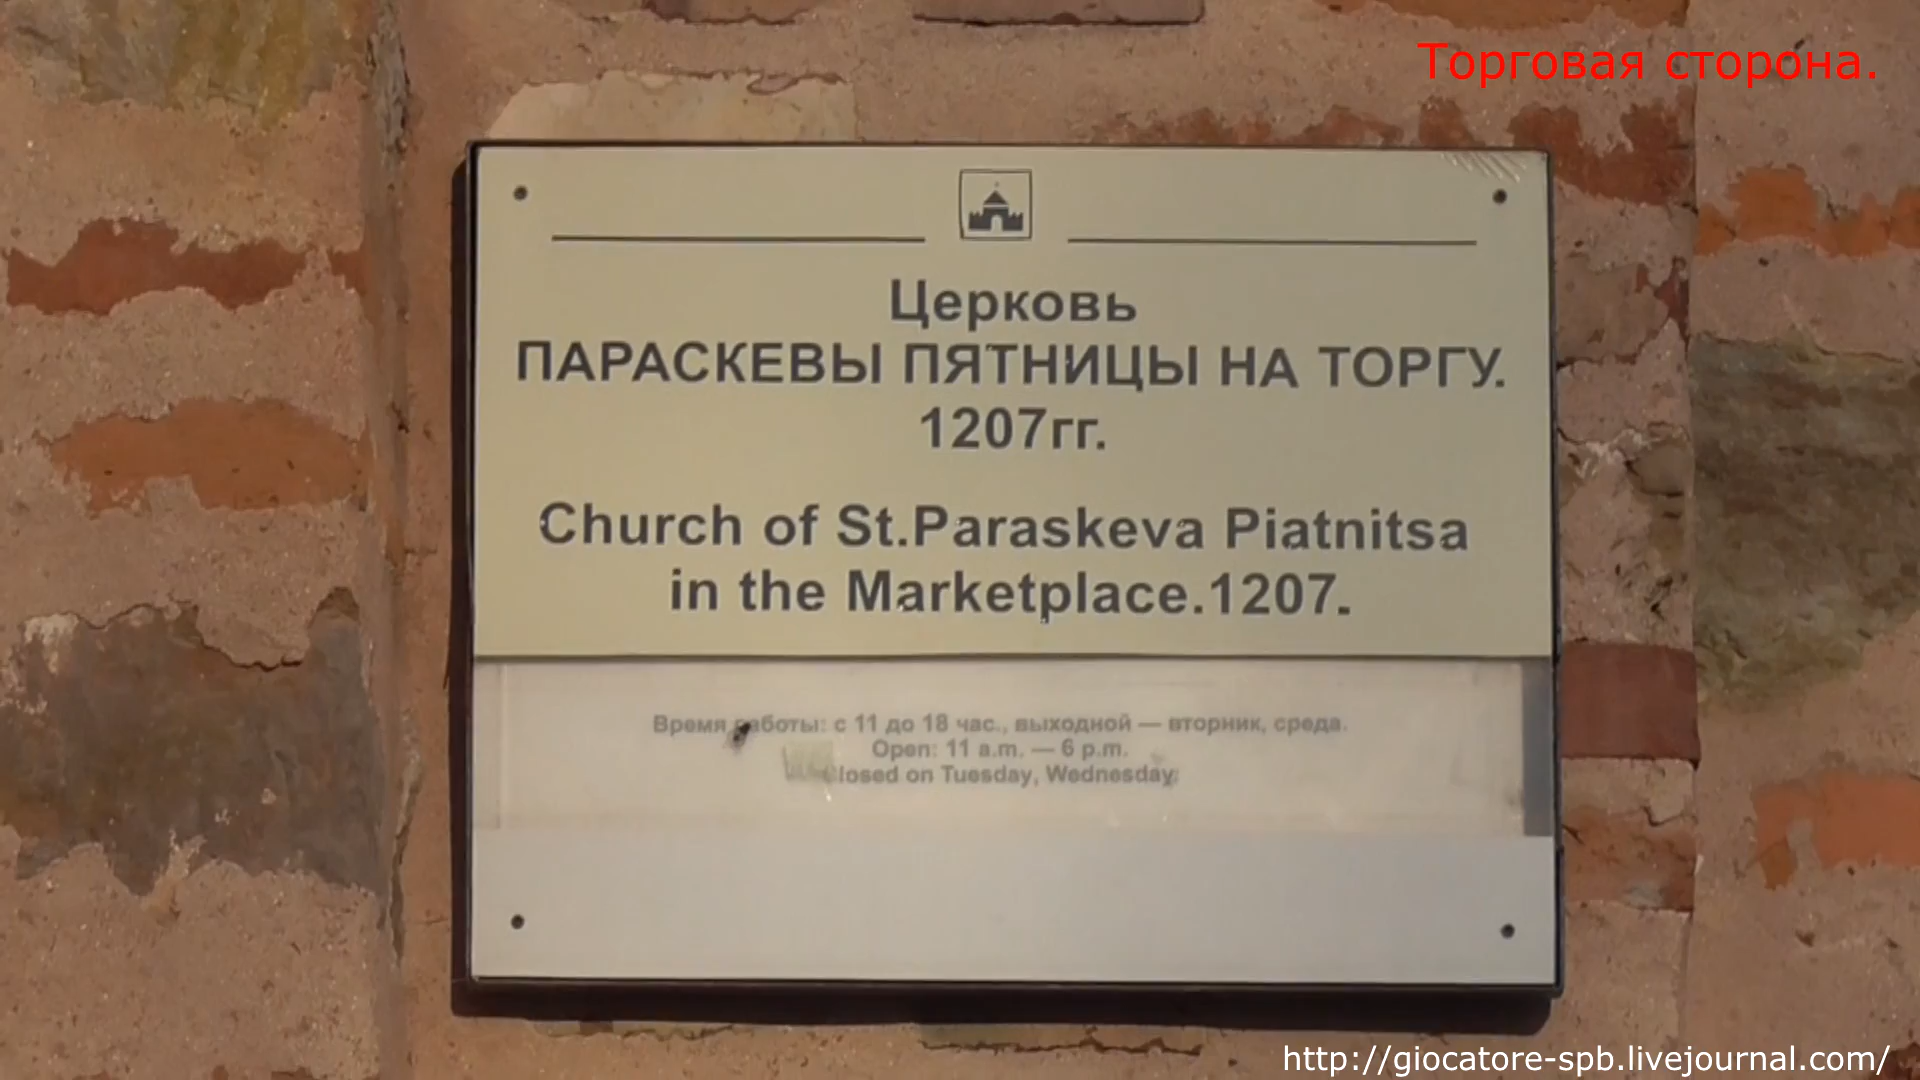 Торговая сторона.
Церковь
ПАРАСКЕВЫ ПЯТНИЦЫ НА ТОРГУ.
1207гг.
Church of St.Paraskeva Piatnitsa
in the Marketplace.1207.
Время работы: с 11 до 18 час., выходной — вторник, среда.
Open: 11 a.m. — 6 p.m.
Closed on Tuesday, Wednesday.
http://giocatore-spb.livejournal.com/